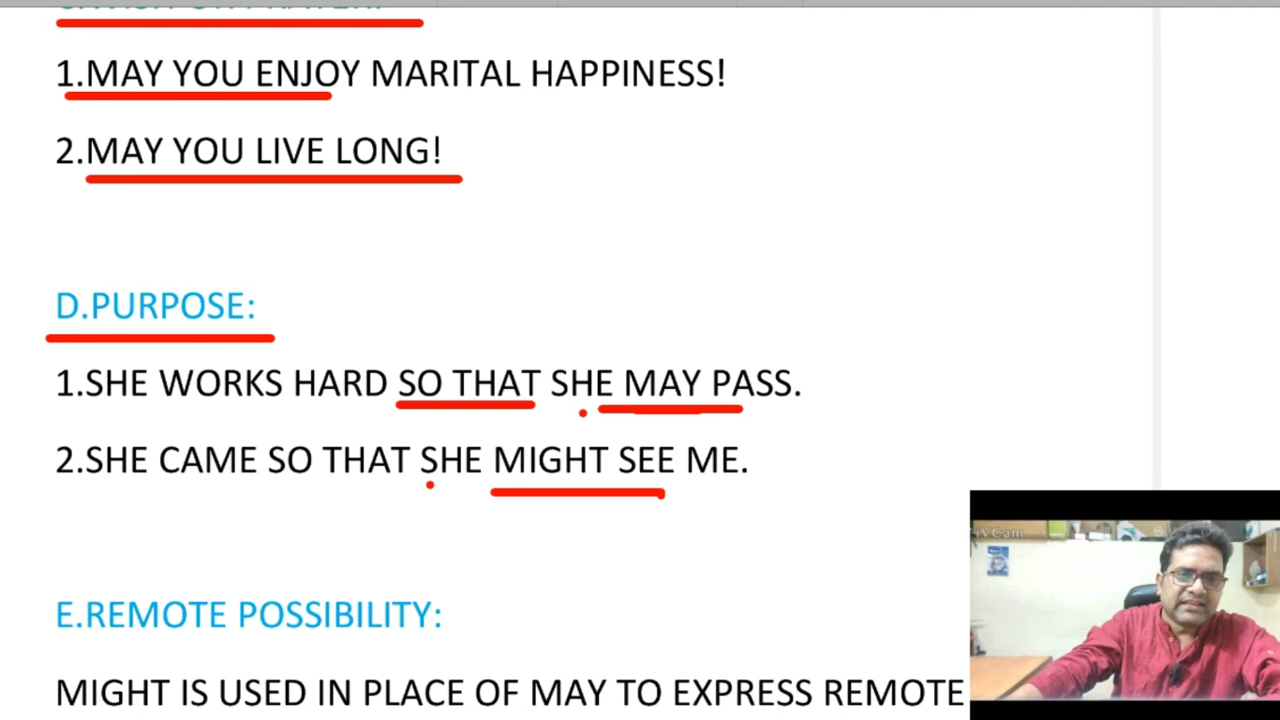 1.MAY YOU ENJOY MARITAL HAPPINESS!
2.MAY YOU LIVE LONG!
D.PURPOSE:
1.SHE WORKS HARD SO THAT SHE MAY PASS.
2.SHE CAME SO THAT SHE MIGHT SEE ME.
E.REMOTE POSSIBILITY:
MIGHT IS USED IN PLACE OF MAY TO EXPRESS REMOTE